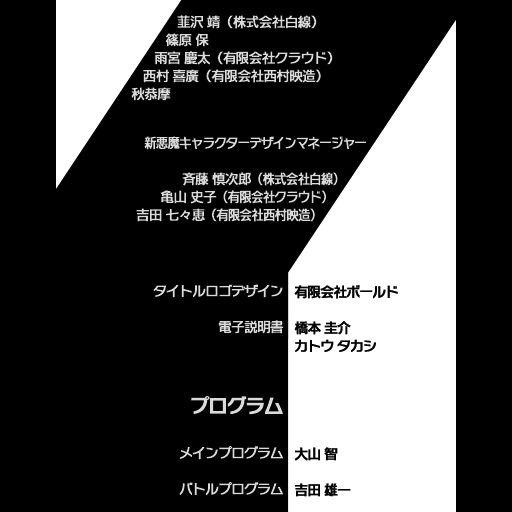 韮沢 靖（株式会社白線）
篠原 保
雨宮 慶太（有限会社クラウド）
西村 喜廣（有限会社西村映造）
秋恭摩
新悪魔キャラクターデザインマネージャー
斉藤 慎次郎（株式会社白線）
亀山 史子（有限会社クラウド）
吉田 七々恵（有限会社西村映造）
タイトルロゴデザイン 有限会社ボールド
電子説明書 橋本 圭介
カトウ タカシ
プログラム
メインプログラム 大山 智
バトルプログラム 吉田 雄一